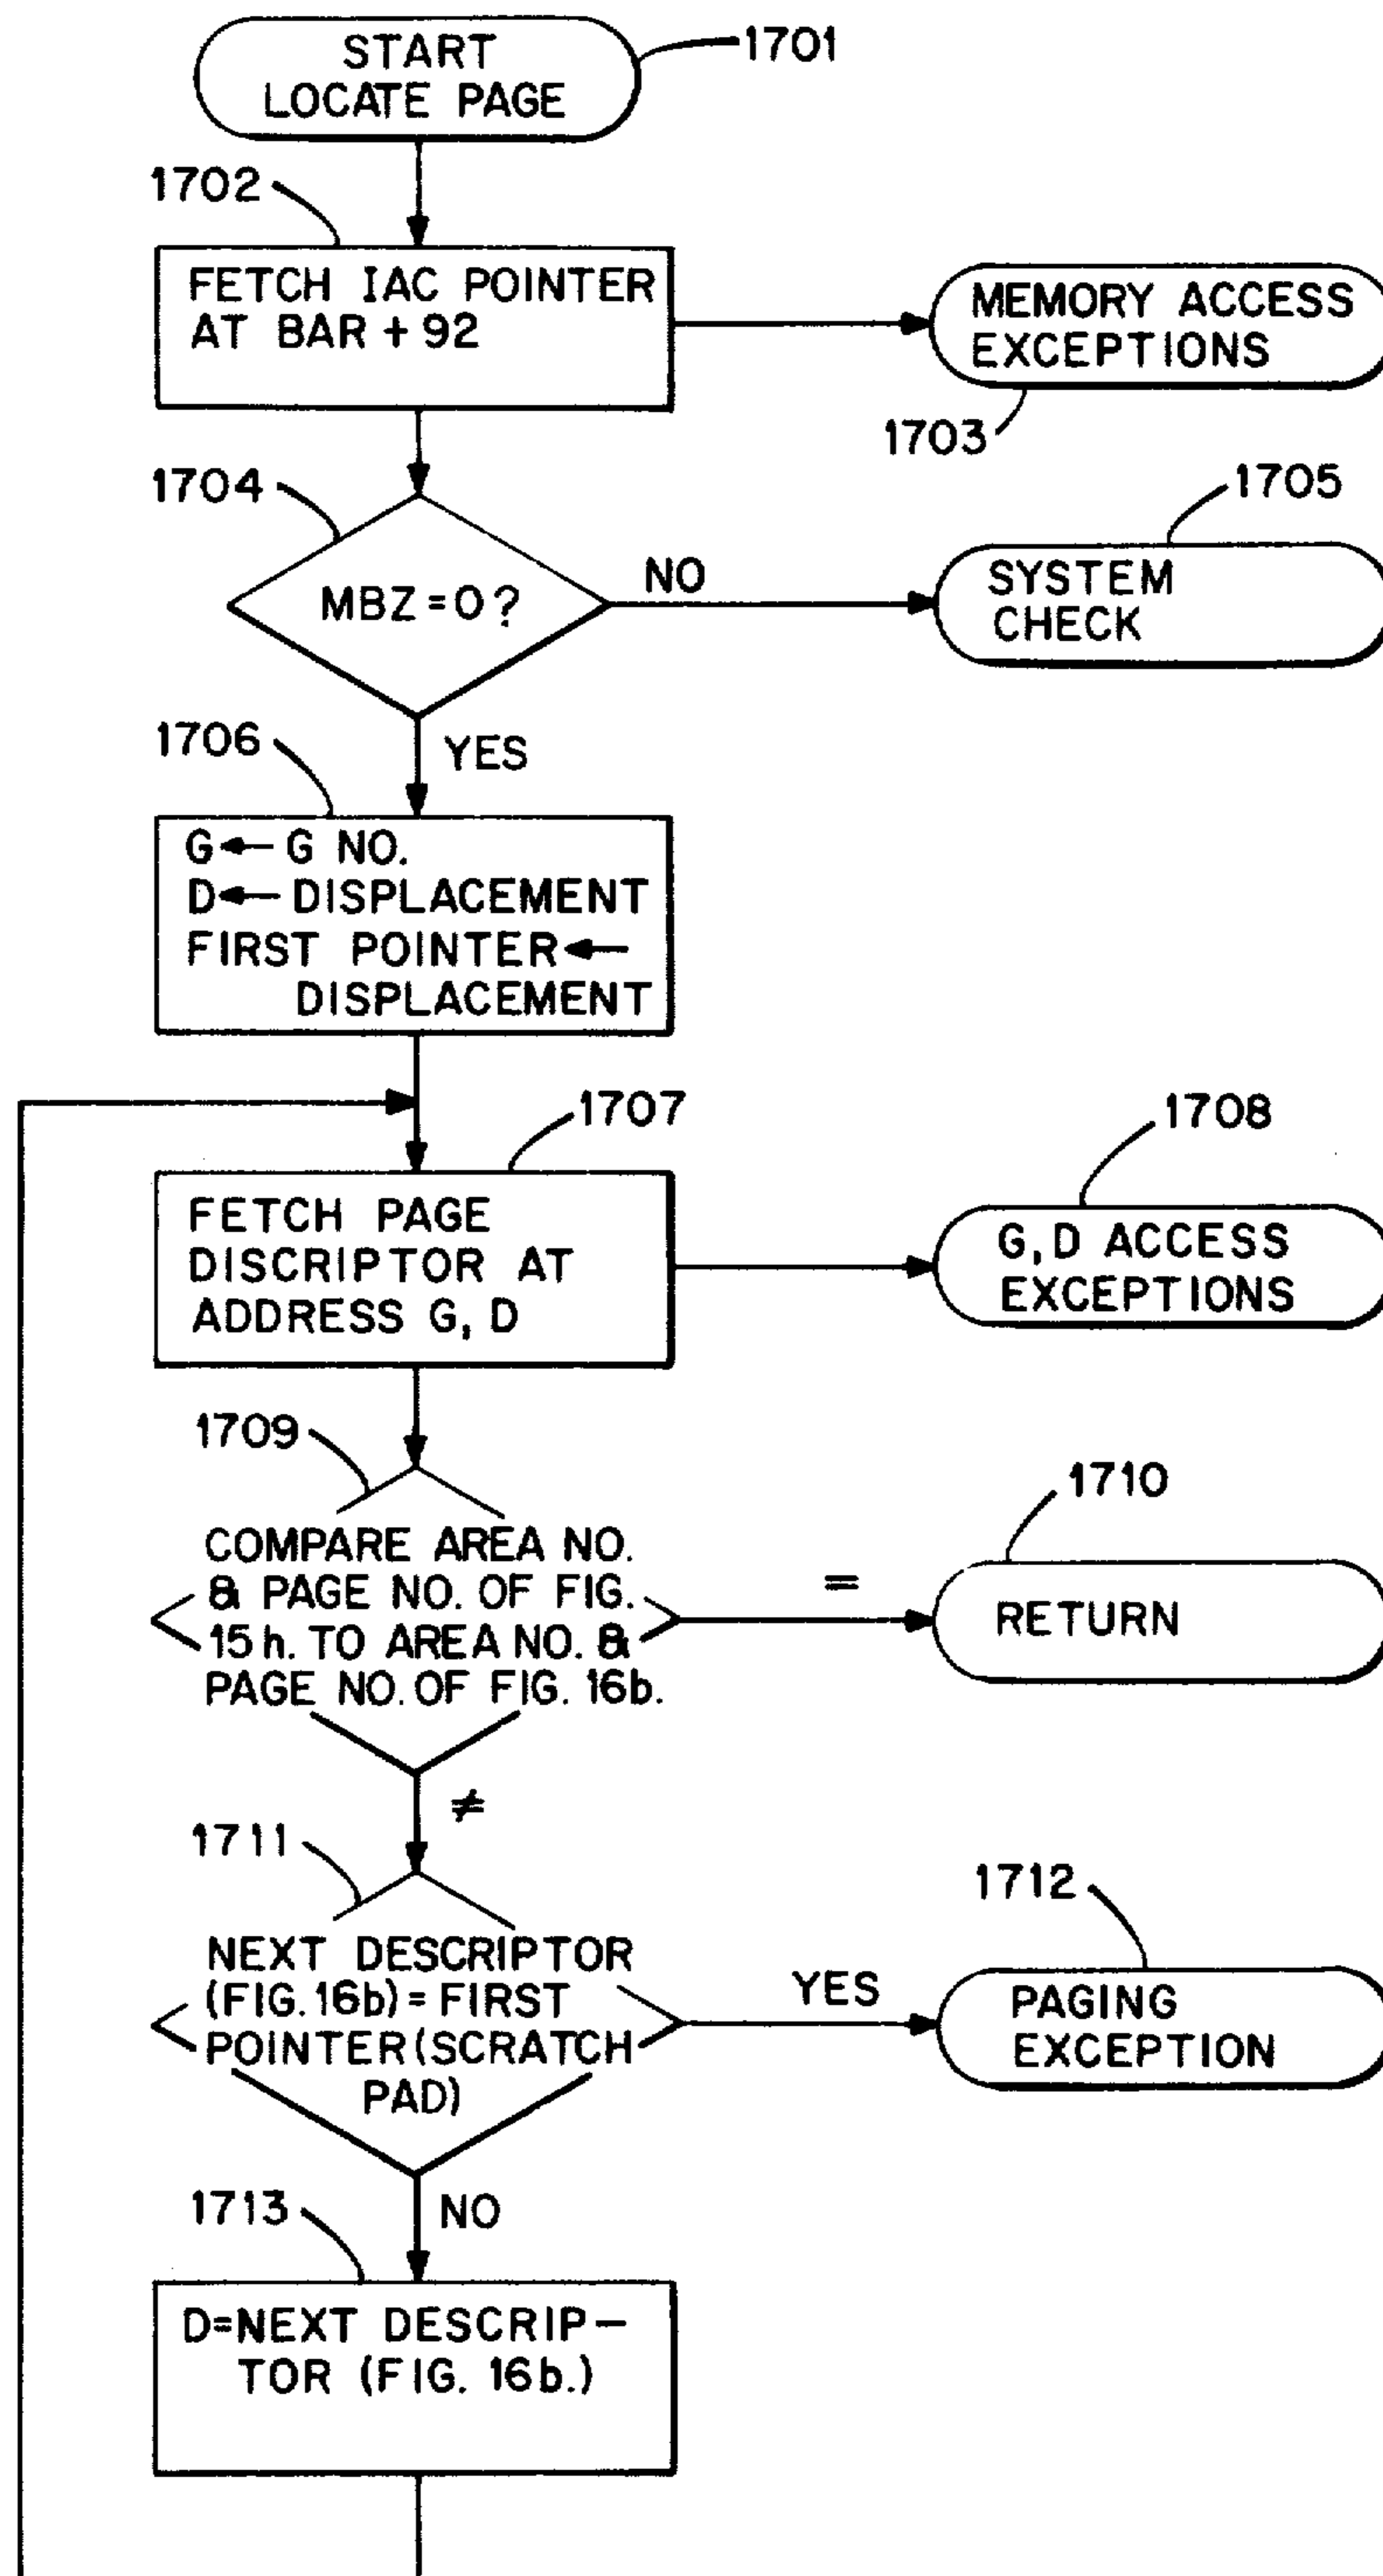 START
LOCATE PAGE
1701
1702
FETCH IAC POINTER
AT BAR + 92
MEMORY ACCESS
EXCEPTIONS
1703
1704
1705
MBZ = 0 ?
NO
SYSTEM
CHECK
YES
1706
G ← G NO.
D ← DISPLACEMENT
FIRST POINTER ←
DISPLACEMENT
1707
1708
FETCH PAGE
DISCRIPTOR AT
ADDRESS G, D
G, D ACCESS
EXCEPTIONS
1709
1710
COMPARE AREA NO.
& PAGE NO. OF FIG.
15h. TO AREA NO. &
PAGE NO. OF FIG. 16b.
=
RETURN
≠
1711
1712
NEXT DESCRIPTOR
(FIG. 16b) = FIRST
POINTER (SCRATCH
PAD)
YES
PAGING
EXCEPTION
NO
1713
D=NEXT DESCRIP-
TOR (FIG. 16b.)